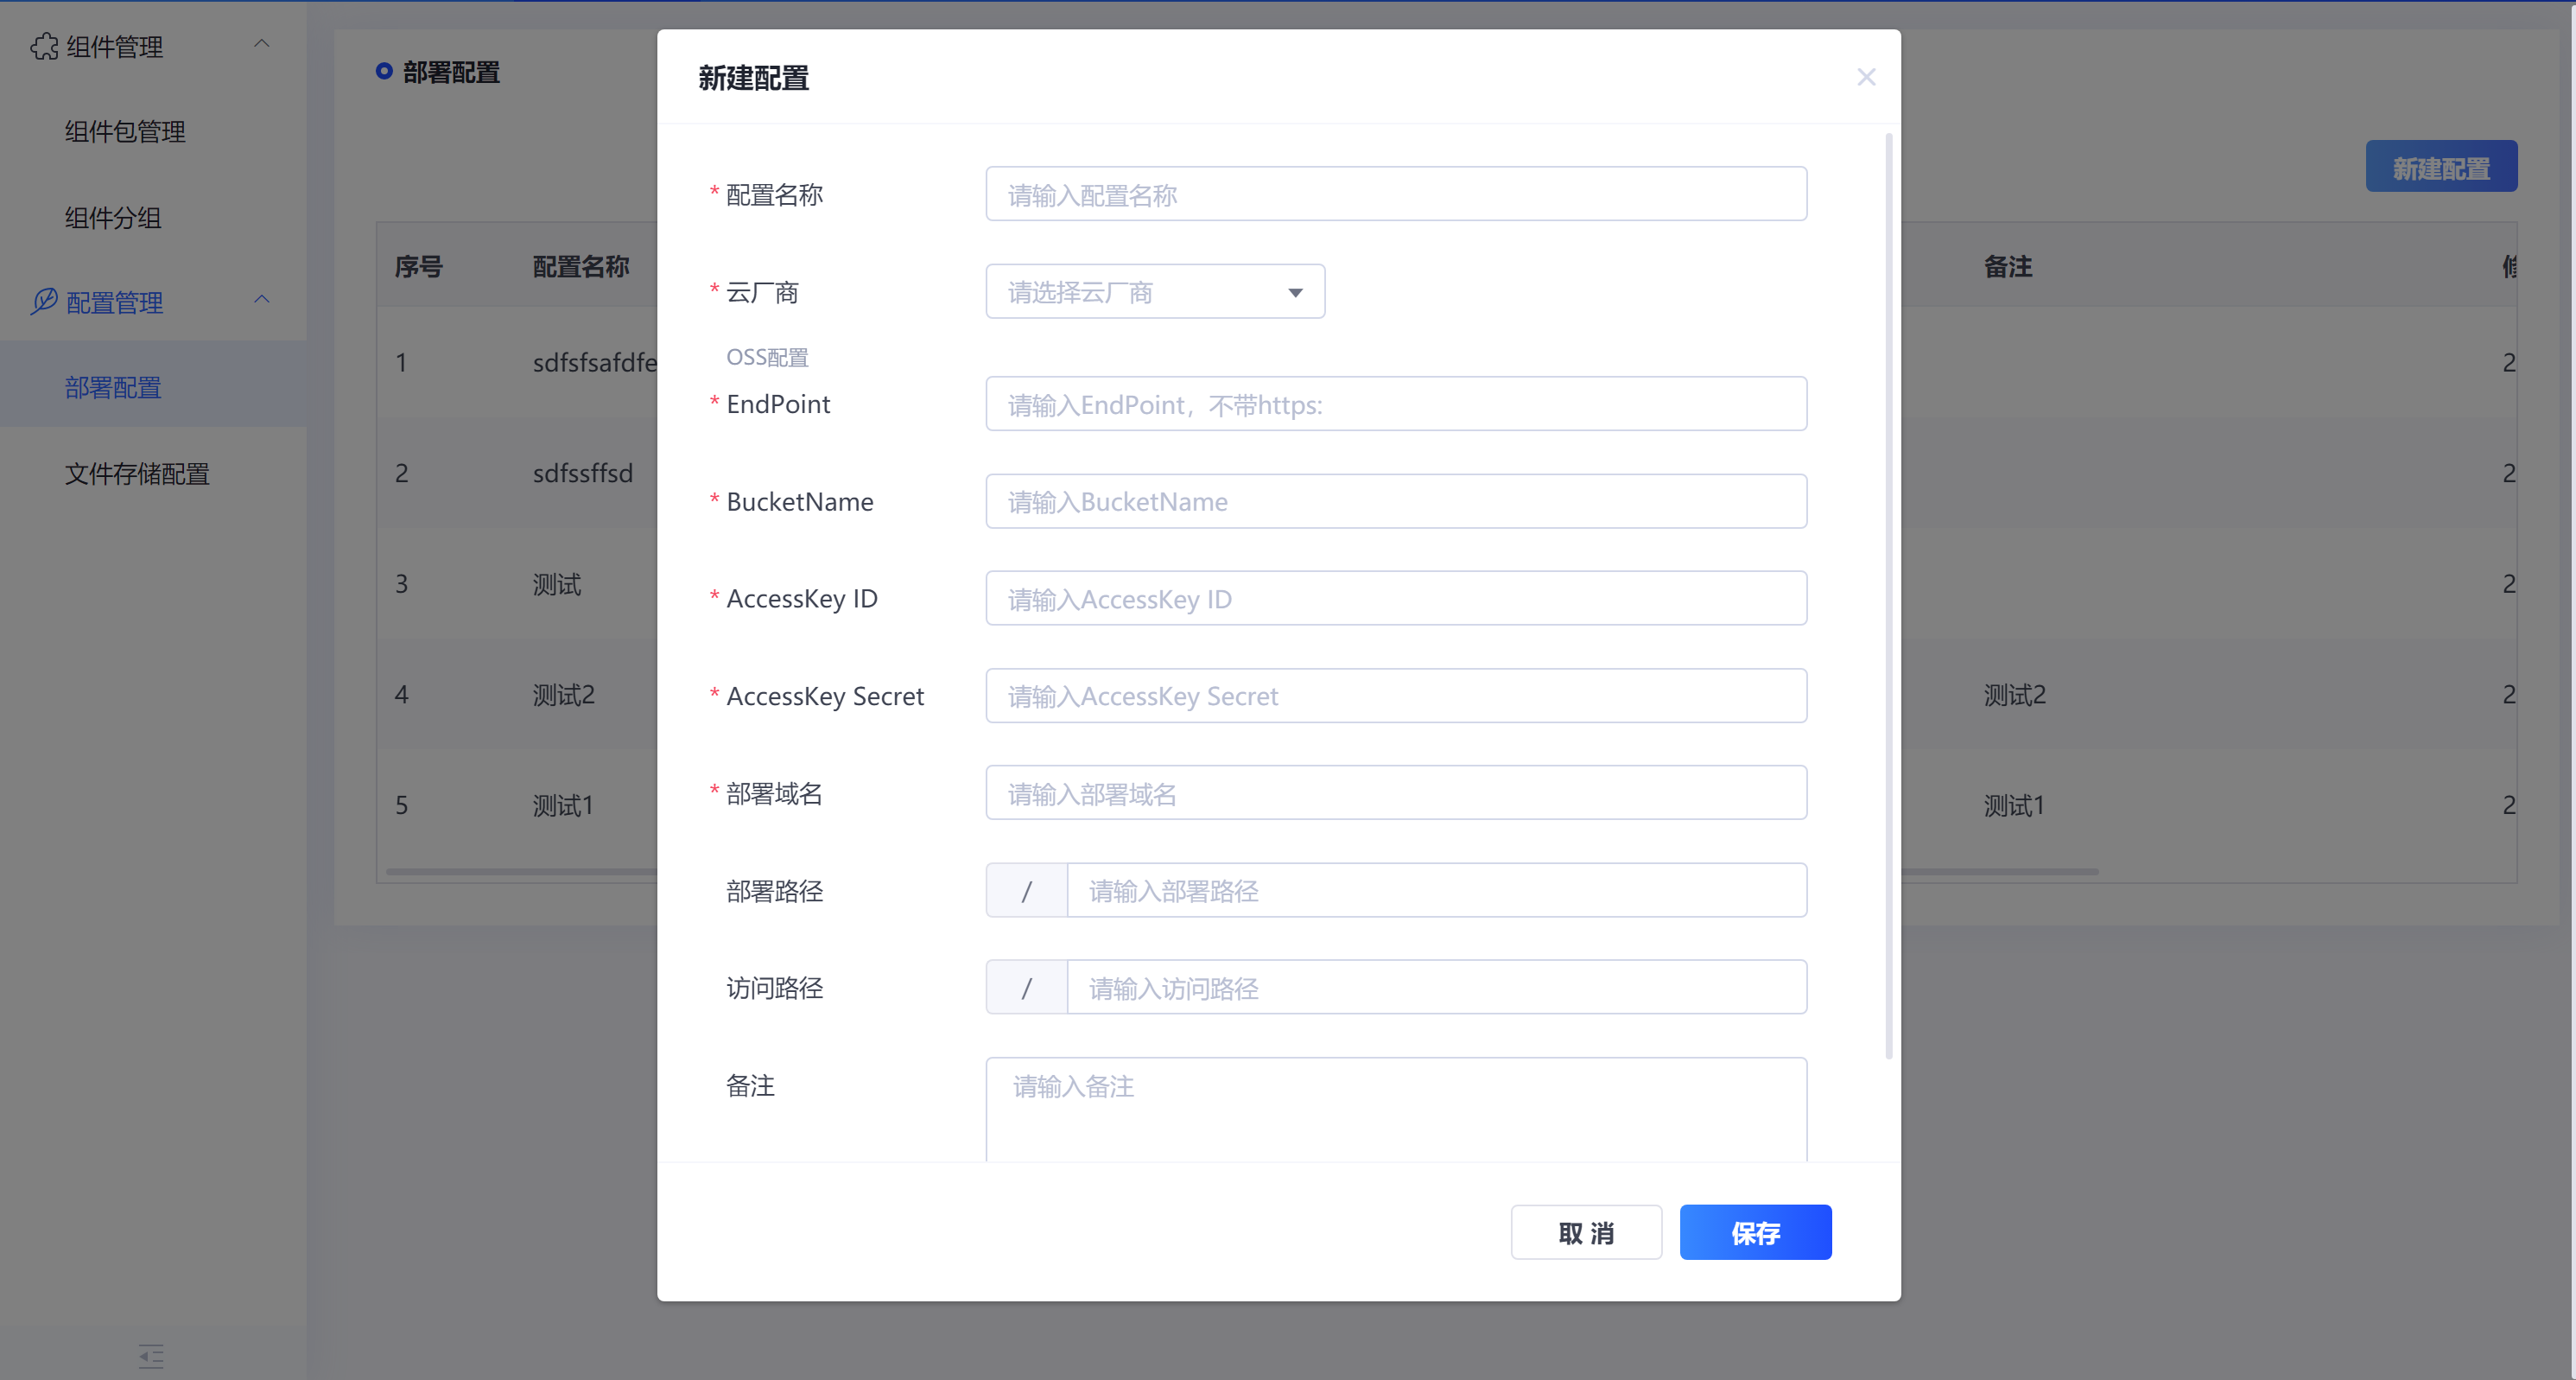 组件管理
组件包管理
组件分组
配置管理
部署配置
文件存储配置
部署配置
新建配置
序号 配置名称 备注
1 sdfsfsafdfe 2
2 sdfssffsd 2
3 测试 2
4 测试2 测试2 2
5 测试1 测试1 2
新建配置
* 配置名称 请输入配置名称
* 云厂商 请选择云厂商
OSS配置
* EndPoint 请输入EndPoint，不带https:
* BucketName 请输入BucketName
* AccessKey ID 请输入AccessKey ID
* AccessKey Secret 请输入AccessKey Secret
* 部署域名 请输入部署域名
部署路径 / 请输入部署路径
访问路径 / 请输入访问路径
备注 请输入备注
取 消 保存